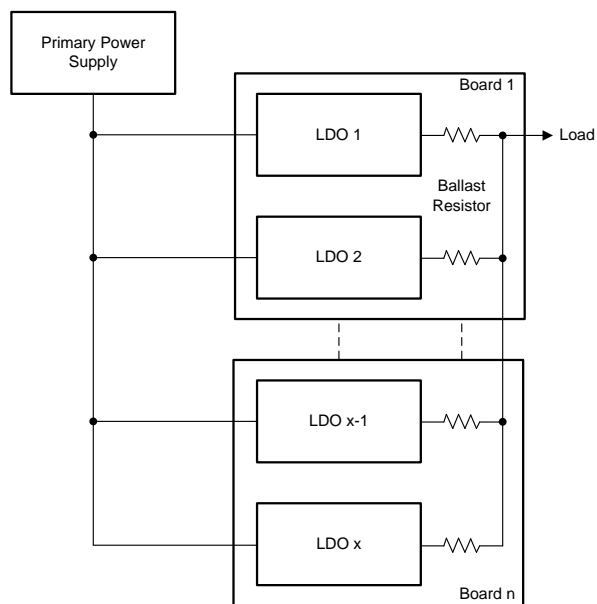 Primary Power
Supply
Board 1
LDO 1
Load
Ballast
Resistor
LDO 2
LDO x-1
LDO x
Board n